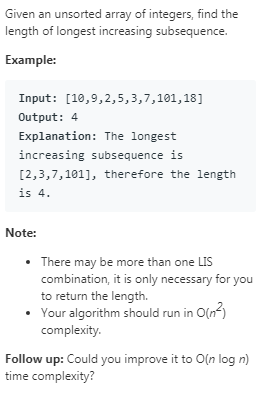 Given an unsorted array of integers, find the
length of longest increasing subsequence.
Example:
Input: [10,9,2,5,3,7,101,18]
Output: 4
Explanation: The longest
increasing subsequence is
[2,3,7,101], therefore the length
is 4.
Note:
• There may be more than one LIS
combination, it is only necessary for you
to return the length.
• Your algorithm should run in O(n²)
complexity.
Follow up: Could you improve it to O(n log n)
time complexity?